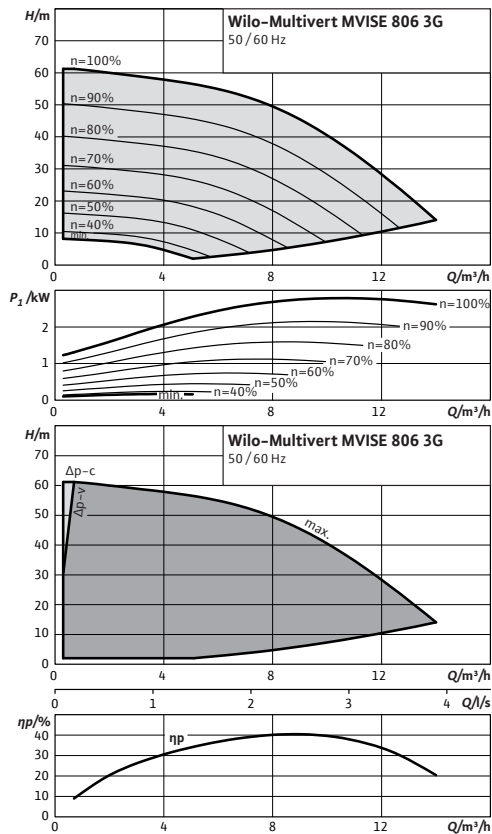 H/m
Wilo-Multivert MVISE 806 3G
50 / 60 Hz
70
60
50
40
30
20
10
0
n=100%
n=90%
n=80%
n=70%
n=60%
n=50%
n=40%
min.
0
4
8
12
Q/m³/h
P₁ /kW
2
1
0
n=100%
n=90%
n=80%
n=70%
n=60%
n=50%
n=40%
min.
0
4
8
12
Q/m³/h
H/m
Wilo-Multivert MVISE 806 3G
50 / 60 Hz
70
60
50
40
30
20
10
0
Δp-c
Δp-v
max.
0
4
8
12
Q/m³/h
0
1
2
3
4
Q/l/s
ηp/%
40
30
20
10
0
ηp
0
4
8
12
Q/m³/h